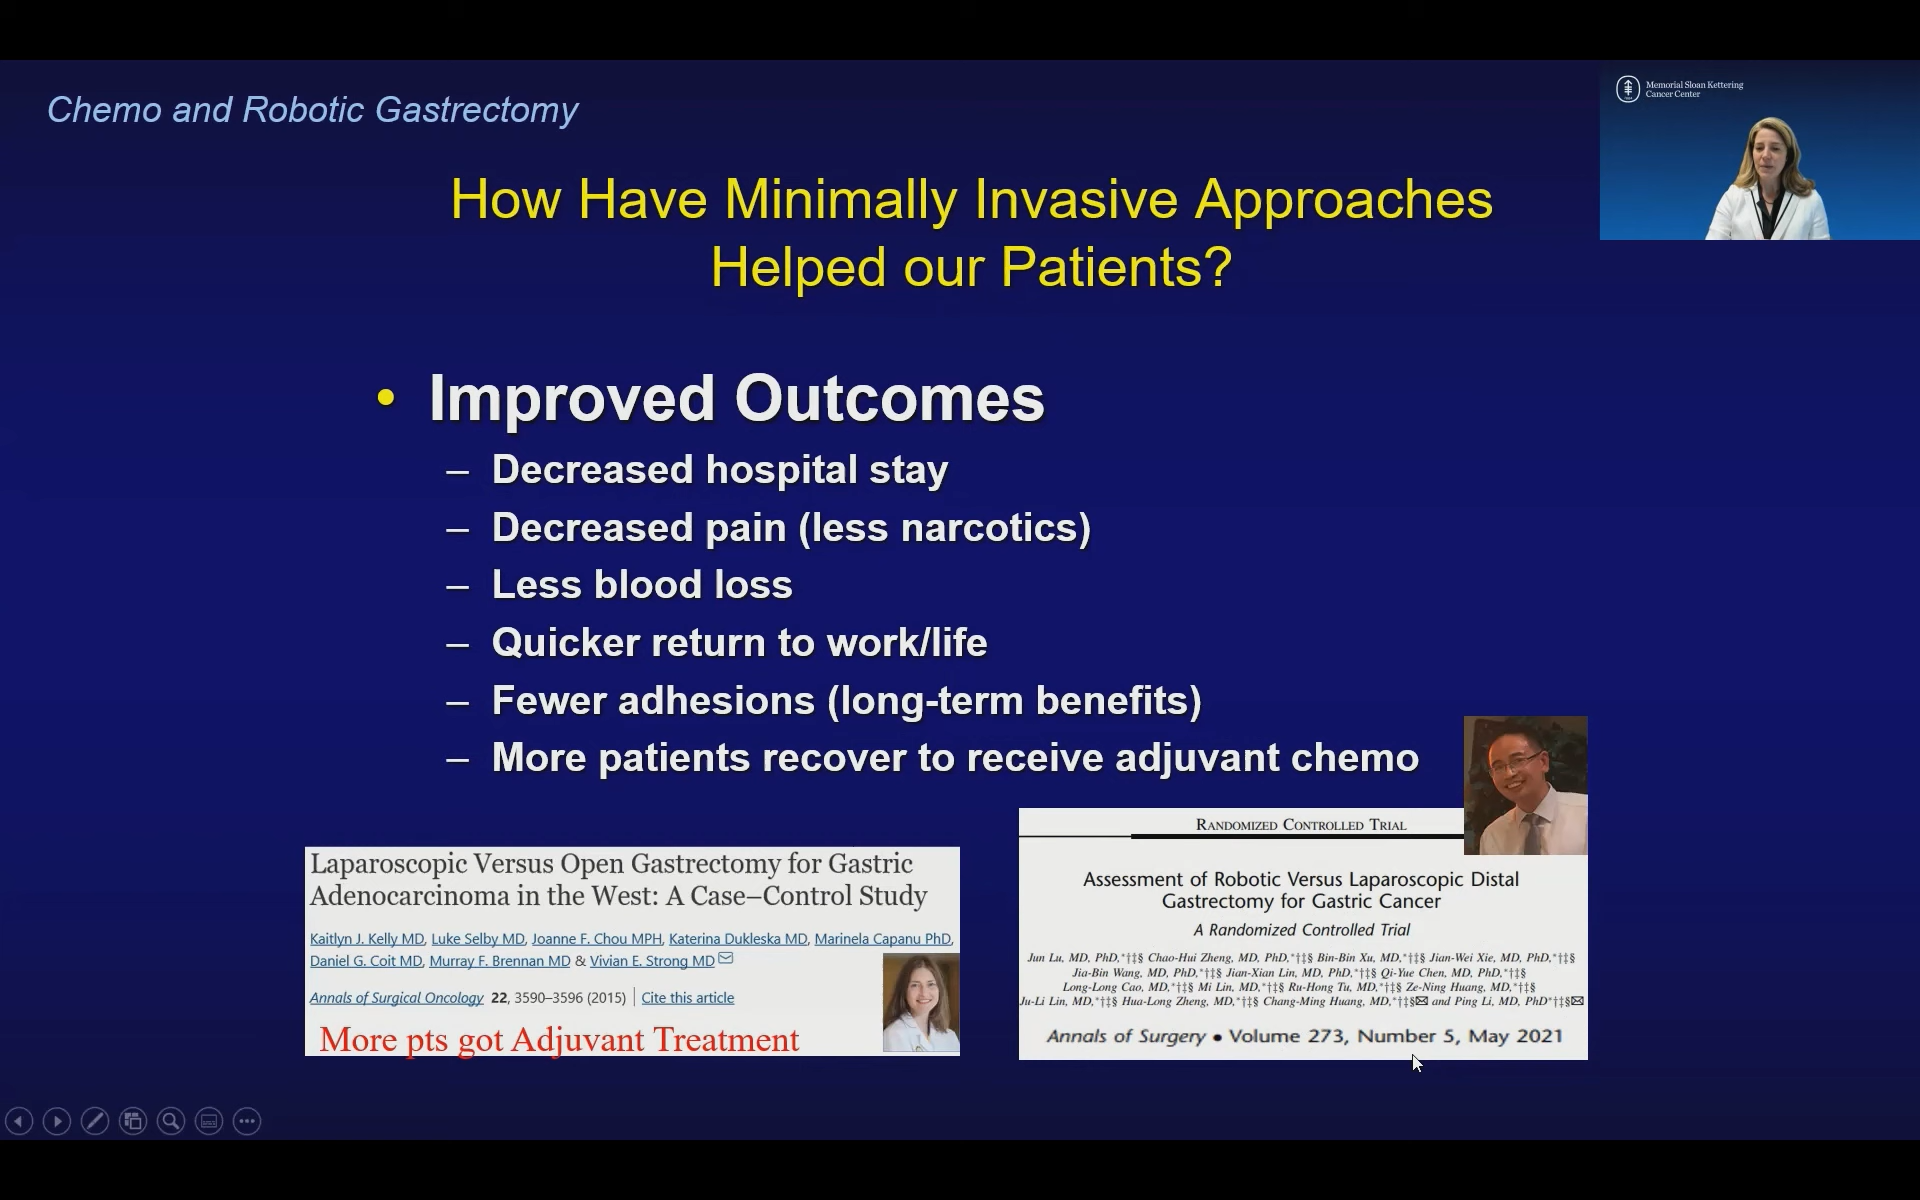 Chemo and Robotic Gastrectomy
Memorial Sloan Kettering
Cancer Center
How Have Minimally Invasive Approaches
Helped our Patients?
• Improved Outcomes
– Decreased hospital stay
– Decreased pain (less narcotics)
– Less blood loss
– Quicker return to work/life
– Fewer adhesions (long-term benefits)
– More patients recover to receive adjuvant chemo
Laparoscopic Versus Open Gastrectomy for Gastric
Adenocarcinoma in the West: A Case–Control Study
Kaitlyn J. Kelly MD, Luke Selby MD, Joanne F. Chou MPH, Katerina Dukleska MD, Marinela Capanu PhD,
Daniel G. Coit MD, Murray F. Brennan MD & Vivian E. Strong MD
Annals of Surgical Oncology 22, 3590–3596 (2015) | Cite this article
More pts got Adjuvant Treatment
RANDOMIZED CONTROLLED TRIAL
Assessment of Robotic Versus Laparoscopic Distal
Gastrectomy for Gastric Cancer
A Randomized Controlled Trial
Jun Lu, MD, PhD,*†‡§ Chao-Hui Zheng, MD, PhD,*†‡§ Bin-Bin Xu, MD,*†‡§ Jian-Wei Xie, MD, PhD,*†‡§
Jia-Bin Wang, MD, PhD,*†‡§ Jian-Xian Lin, MD, PhD,*†‡§ Qi-Yue Chen, MD, PhD,*†‡§
Long-Long Cao, MD,*†‡§ Mi Lin, MD,*†‡§ Ru-Hong Tu, MD,*†‡§ Ze-Ning Huang, MD,*†‡§
Ju-Li Lin, MD,*†‡§ Hua-Long Zheng, MD,*†‡§ Chang-Ming Huang, MD,*†‡§✉ and Ping Li, MD, PhD*†‡§✉
Annals of Surgery • Volume 273, Number 5, May 2021